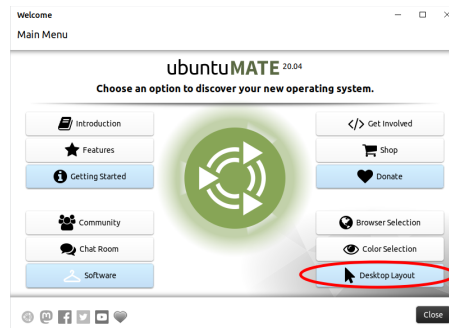 Welcome
Main Menu
ubuntuMATE 20.04
Choose an option to discover your new operating system.
Introduction
Features
Getting Started
Community
Chat Room
Software
</> Get Involved
Shop
Donate
Browser Selection
Color Selection
Desktop Layout
Close